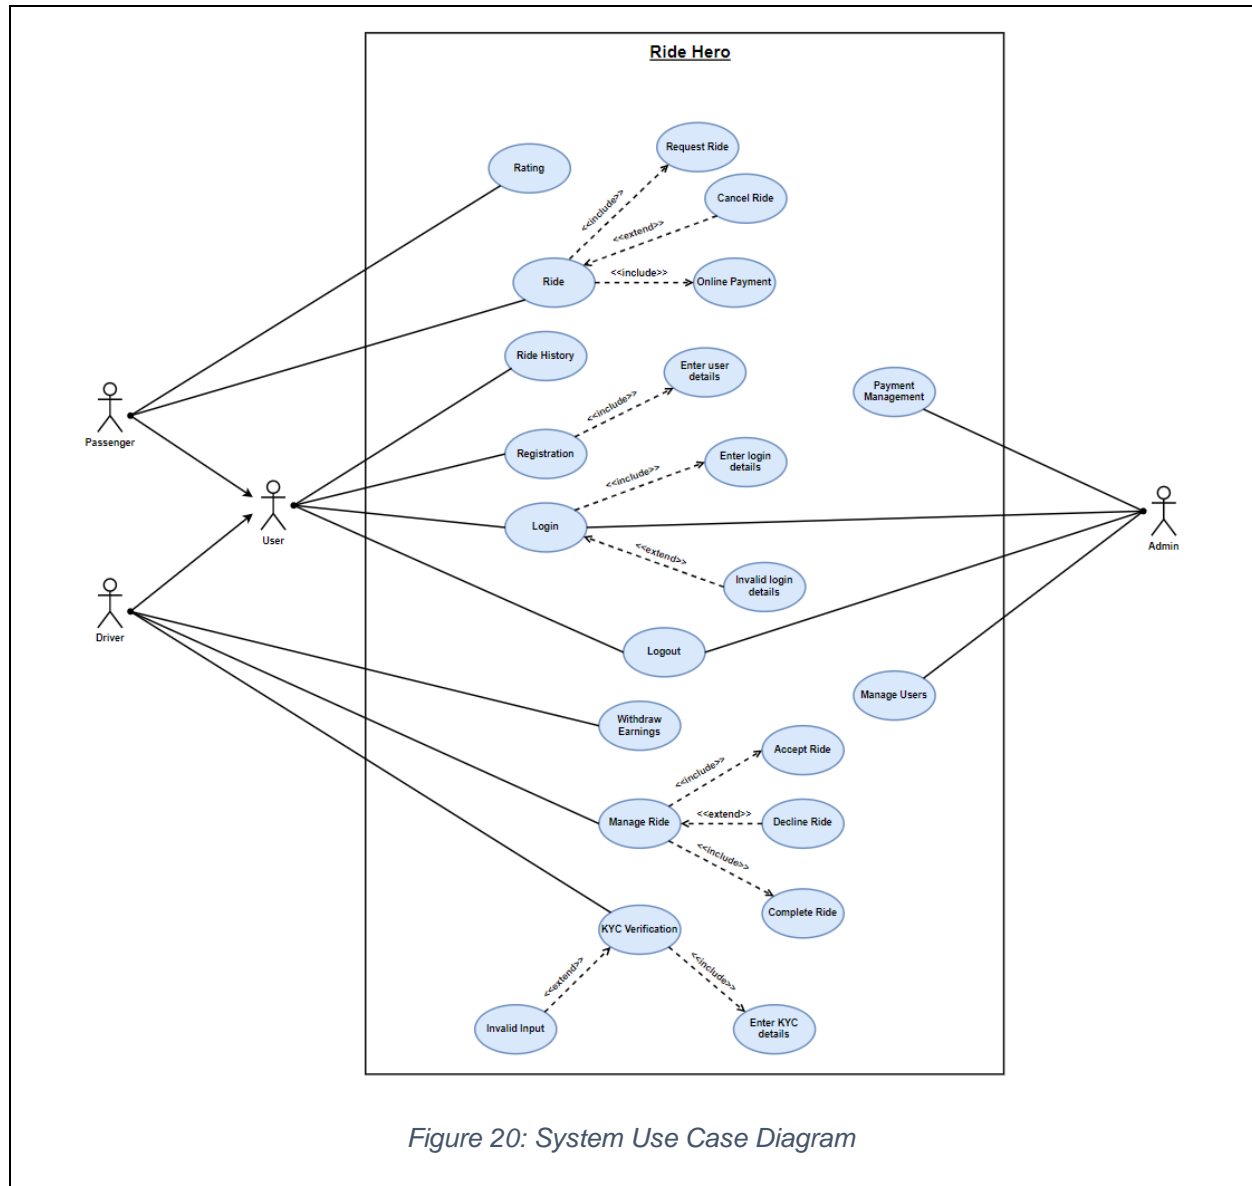 Ride Hero
Request Ride
Rating
<<include>>
Cancel Ride
<<extend>>
Ride
<<include>>
Online Payment
Ride History
Enter user
details
Payment
Management
<<include>>
Passenger
Registration
Enter login
details
<<include>>
User
Login
Admin
<<extend>>
Invalid login
details
Driver
Logout
Manage Users
Withdraw
Earnings
Accept Ride
<<include>>
Manage Ride
<<extend>>
Decline Ride
<<include>>
Complete Ride
KYC Verification
<<extend>>
<<include>>
Invalid Input
Enter KYC
details
Figure 20: System Use Case Diagram